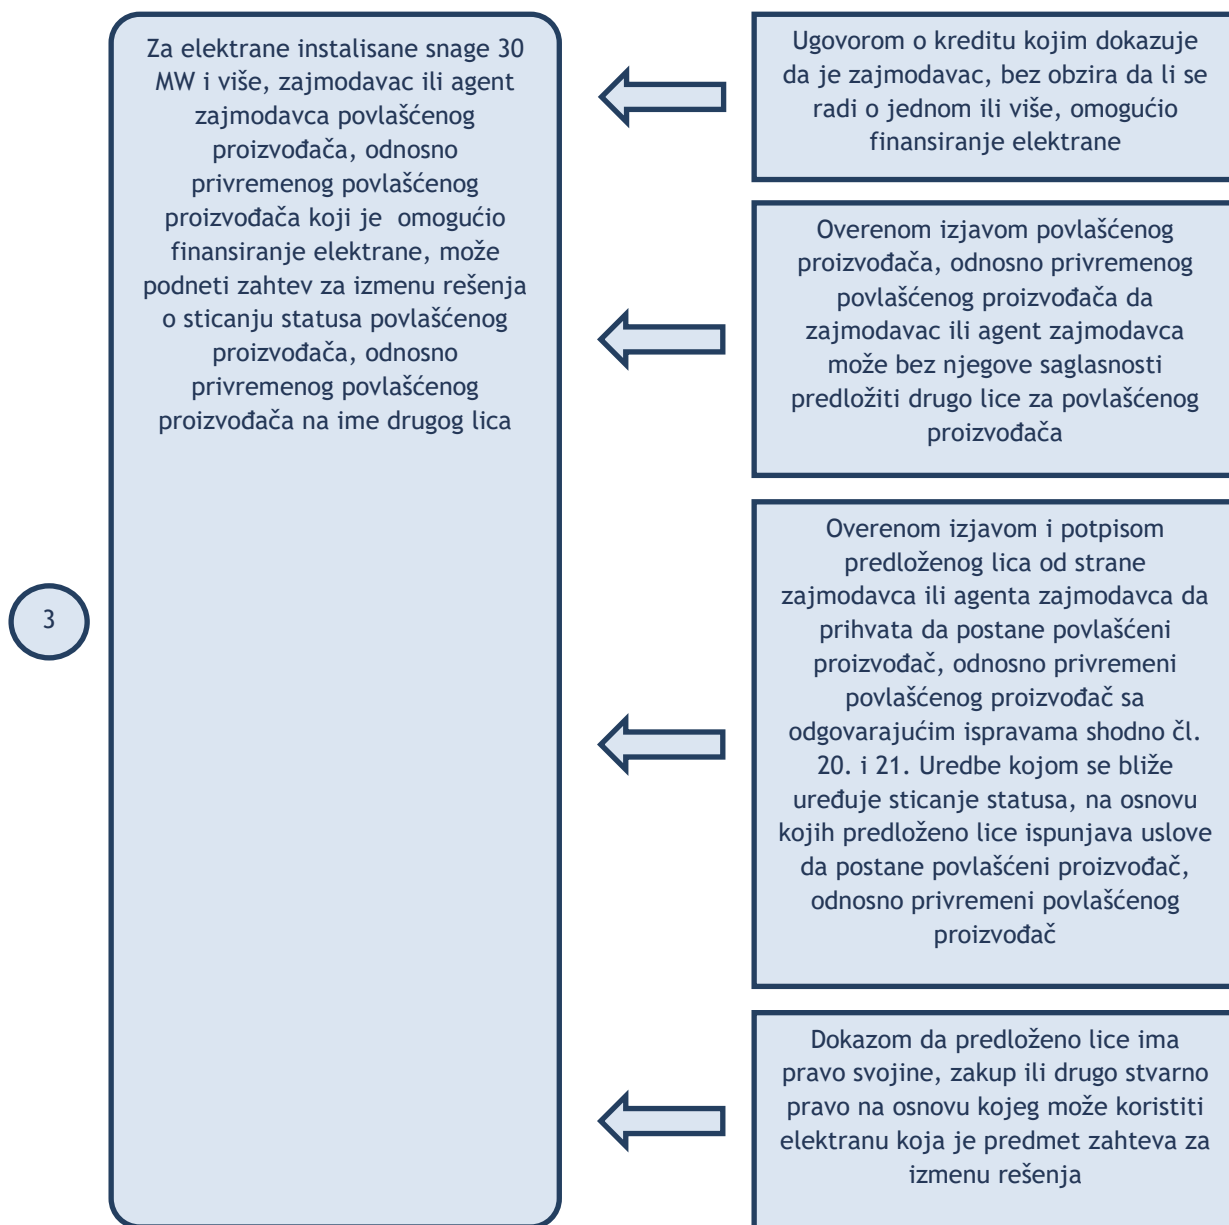 3
Za elektrane instalisane snage 30
MW i više, zajmodavac ili agent
zajmodavca povlašćenog
proizvođača, odnosno
privremenog povlašćenog
proizvođača koji je omogućio
finansiranje elektrane, može
podneti zahtev za izmenu rešenja
o sticanju statusa povlašćenog
proizvođača, odnosno
privremenog povlašćenog
proizvođača na ime drugog lica
Ugovorom o kreditu kojim dokazuje
da je zajmodavac, bez obzira da li se
radi o jednom ili više, omogućio
finansiranje elektrane
Overenom izjavom povlašćenog
proizvođača, odnosno privremenog
povlašćenog proizvođača da
zajmodavac ili agent zajmodavca
može bez njegove saglasnosti
predložiti drugo lice za povlašćenog
proizvođača
Overenom izjavom i potpisom
predloženog lica od strane
zajmodavca ili agenta zajmodavca da
prihvata da postane povlašćeni
proizvođač, odnosno privremeni
povlašćenog proizvođač sa
odgovarajućim ispravama shodno čl.
20. i 21. Uredbe kojom se bliže
uređuje sticanje statusa, na osnovu
kojih predloženo lice ispunjava uslove
da postane povlašćeni proizvođač,
odnosno privremeni povlašćenog
proizvođač
Dokazom da predloženo lice ima
pravo svojine, zakup ili drugo stvarno
pravo na osnovu kojeg može koristiti
elektranu koja je predmet zahteva za
izmenu rešenja